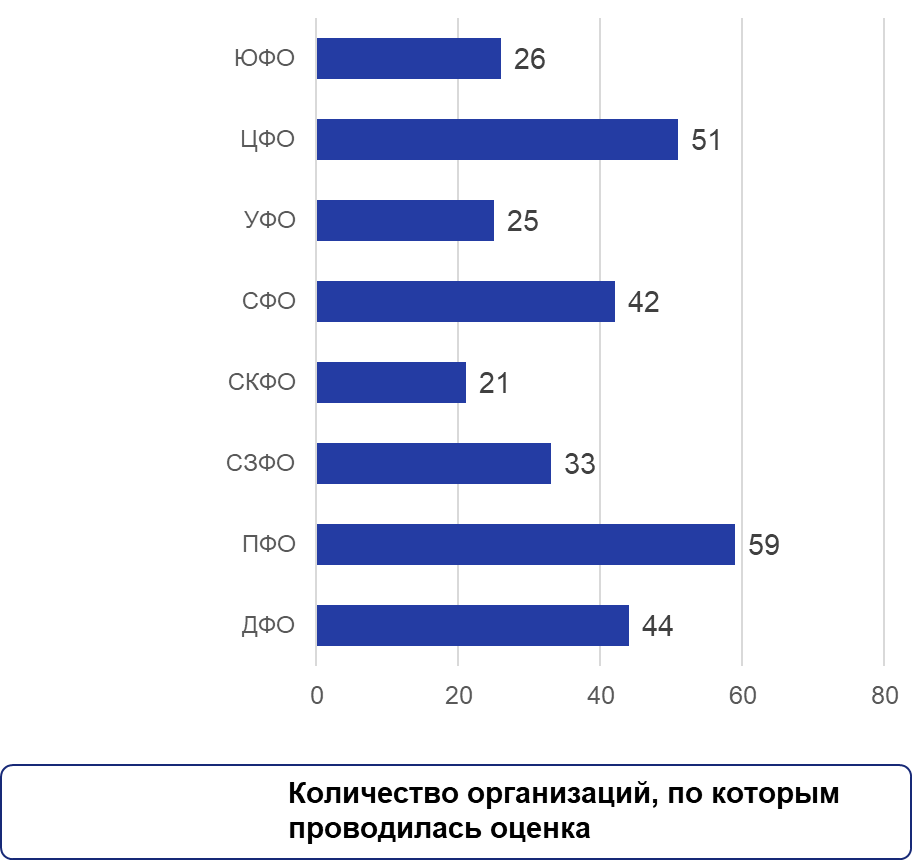 ЮФО 26
ЦФО 51
УФО 25
СФО 42
СКФО 21
СЗФО 33
ПФО 59
ДФО 44
0 20 40 60 80
Количество организаций, по которым
проводилась оценка